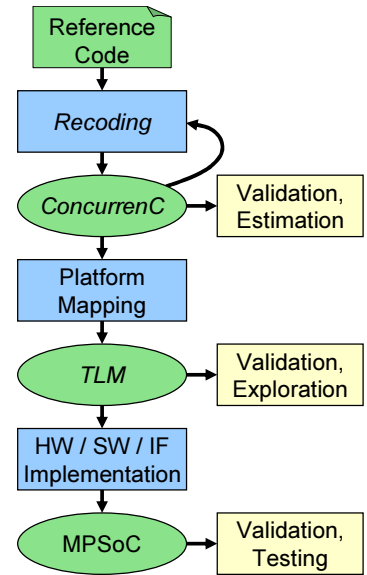 Reference
Code
Recoding
ConcurrenC
Validation,
Estimation
Platform
Mapping
TLM
Validation,
Exploration
HW / SW / IF
Implementation
MPSoC
Validation,
Testing